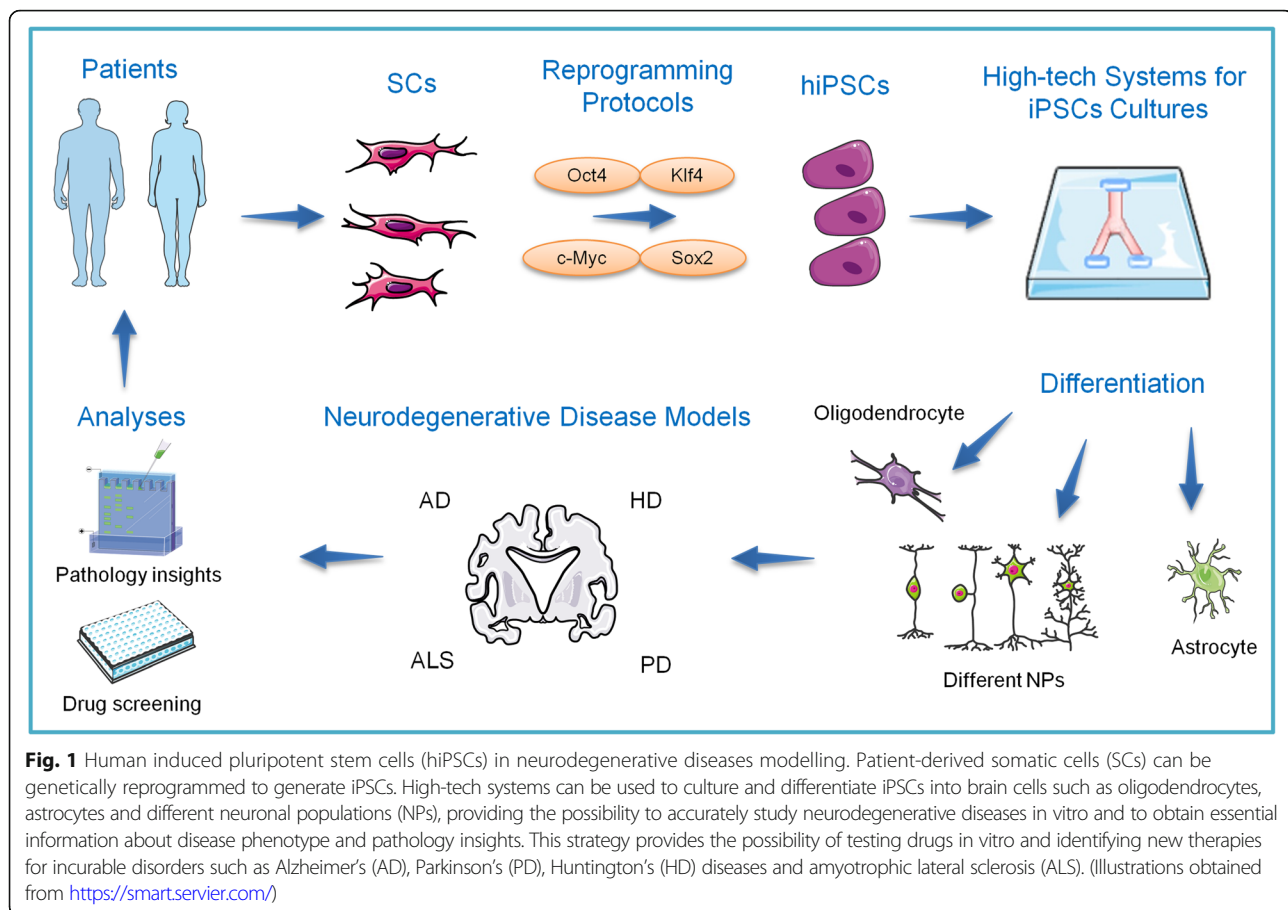 Patients
SCs
Reprogramming
Protocols
hiPSCs
High-tech Systems for
iPSCs Cultures
Oct4
Klf4
c-Myc
Sox2
Differentiation
Oligodendrocyte
Different NPs
Astrocyte
Neurodegenerative Disease Models
AD
HD
ALS
PD
Analyses
Pathology insights
Drug screening
Fig. 1 Human induced pluripotent stem cells (hiPSCs) in neurodegenerative diseases modelling. Patient-derived somatic cells (SCs) can be
genetically reprogrammed to generate iPSCs. High-tech systems can be used to culture and differentiate iPSCs into brain cells such as oligodendrocytes,
astrocytes and different neuronal populations (NPs), providing the possibility to accurately study neurodegenerative diseases in vitro and to obtain essential
information about disease phenotype and pathology insights. This strategy provides the possibility of testing drugs in vitro and identifying new therapies
for incurable disorders such as Alzheimer's (AD), Parkinson's (PD), Huntington's (HD) diseases and amyotrophic lateral sclerosis (ALS). (Illustrations obtained
from https://smart.servier.com/)